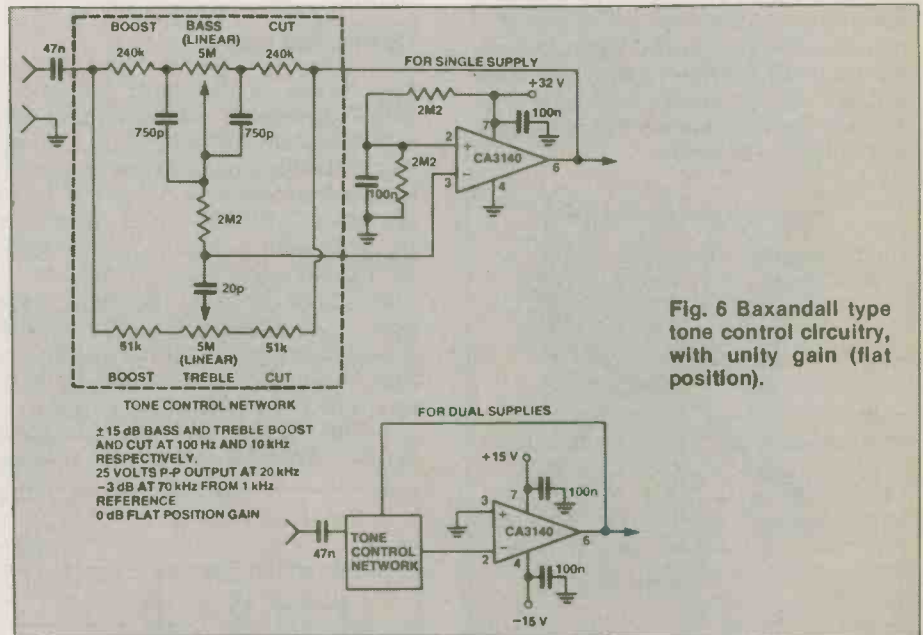 BOOST BASS CUT
(LINEAR)
47n 240k 5M 240k
FOR SINGLE SUPPLY
+32 V
2M2
100n
750p 750p
7
2
+
2M2 CA3140 6
−
3
4
100n
2M2
20p
51k 5M 51k
(LINEAR)
BOOST TREBLE CUT
Fig. 6 Baxandall type
tone control circuitry,
with unity gain (flat
position).
TONE CONTROL NETWORK
±15 dB BASS AND TREBLE BOOST
AND CUT AT 100 Hz AND 10 kHz
RESPECTIVELY.
25 VOLTS P-P OUTPUT AT 20 kHz
−3 dB AT 70 kHz FROM 1 kHz
REFERENCE
0 dB FLAT POSITION GAIN
FOR DUAL SUPPLIES
+15 V
7
100n
3
+
CA3140 6
−
2
4
47n
TONE
CONTROL
NETWORK
100n
−15 V